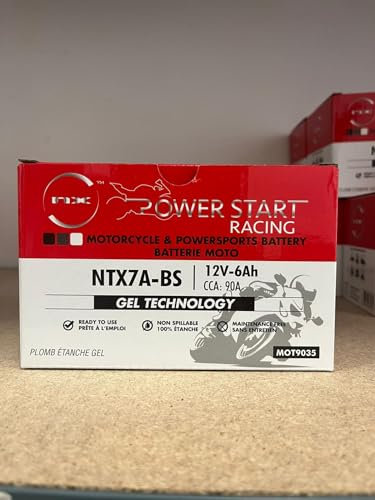 nx
TM
POWER START
RACING
MOTORCYCLE & POWERSPORTS BATTERY
BATTERIE MOTO
NTX7A-BS
12V-6Ah
CCA: 90A
GEL TECHNOLOGY
READY TO USE
PRÊTE À L'EMPLOI
NON SPILLABLE
100% ÉTANCHE
MAINTENANCE-FREE
SANS ENTRETIEN
PLOMB ÉTANCHE GEL
MOT9035